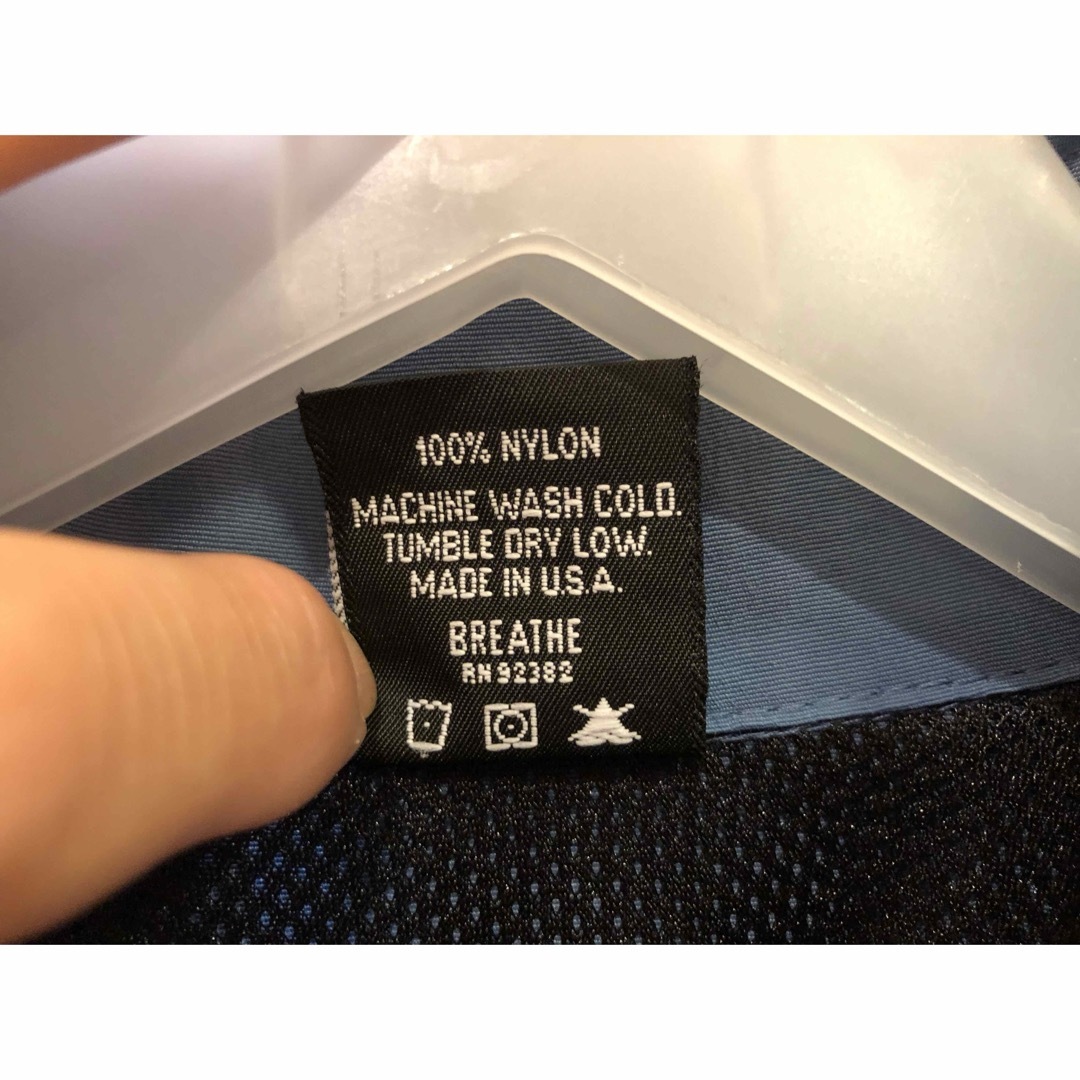 100% NYLON
MACHINE WASH COLD.
TUMBLE DRY LOW.
MADE IN U.S.A.
BREATHE
RN 92382